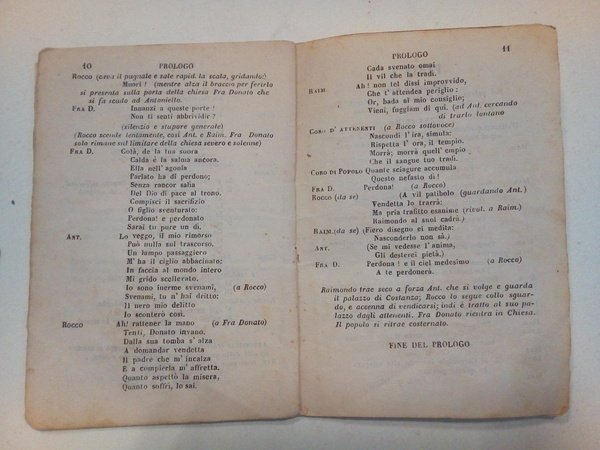 10 PROLOGO
ROCCO (cava il pugnale e sale rapid. la scala, gridando:)
Muori! (mentre alza il braccio per ferirlo
si presenta sulla porta della chiesa Fra Donato che
si fa scudo ad Antoniello.
FRA D. Innanzi a queste porte!
Non ti senti abbrividir?
(silenzio e stupore generale)
(Rocco scende lentamente, così Ant. e Raim. Fra Donato
solo rimane sul limitare della chiesa severo e solenne)
FRA D. Colà, de la tua suora
Calda è la salma ancora.
Ella nell' agonia
Parlato ha di perdono;
Senza rancor salìa
Del Dio di pace al trono.
Compisci il sacrifizio
O figlio sventurato:
Perdona! e perdonato
Sarai tu pure un dì.
ANT. Lo veggo, il mio rimorso
Può nulla sul trascorso.
Un lampo passaggiero
M' ha il ciglio abbacinato;
In faccia al mondo intero
Mi grido scellerato.
Io sono inerme svenami, (a Rocco)
Svenami, tu n' hai dritto;
Il nero mio delitto
Io sconterò così.
ROCCO Ah! rattener la mano (a Fra Donato)
Tenti, Donato invano.
Dalla sua tomba s' alza
A domandar vendetta
Il padre che m' incalza
E a compierla m' affretta.
Quanto aspettò la misera,
Quanto soffrì, lo sai.
PROLOGO 11
Cada svenato omai
Il vil che la tradì.
RAIM Ah! non tel dissi improvvido,
Che t' attendea periglio:
Or, bada al mio consiglio;
Vieni, fuggiam di qui. (ad Ant. cercando
di trarlo lontano
CORO D' ATTENENTI (a Rocco sottovoce)
Nascondi l' ira, simula:
Rispetta l' ora, il tempio.
Morrà; morrà quell' empio
Che il sangue tuo tradì.
CORO DI POPOLO Quante sciagure accumula
Questo nefasto dì!
FRA D. Perdona! (a Rocco)
ROCCO (da se) (A vil patibolo (guardando Ant.)
Vendetta lo trarrà;
Ma pria trafitto esanime (rivol. a Raim.)
Raimondo al suol cadrà.)
RAIM. (da se) (Fiero disegno ei medita:
Nasconderlo non sà.)
ANT. (Se mi vedesse l' anima,
Gli desterei pietà.)
FRA D. Perdona! e il ciel medesimo (a Rocco)
A te perdonerà.
Raimondo trae seco a forza Ant. che si volge e guarda
il palazzo di Costanza; Rocco lo segue collo sguar-
do, e accenna di vendicarsi; indi è tratto al suo pa-
lazzo dagli attenenti. Fra Donato rientra in Chiesa.
Il popolo si ritrae costernato.
FINE DEL PROLOGO